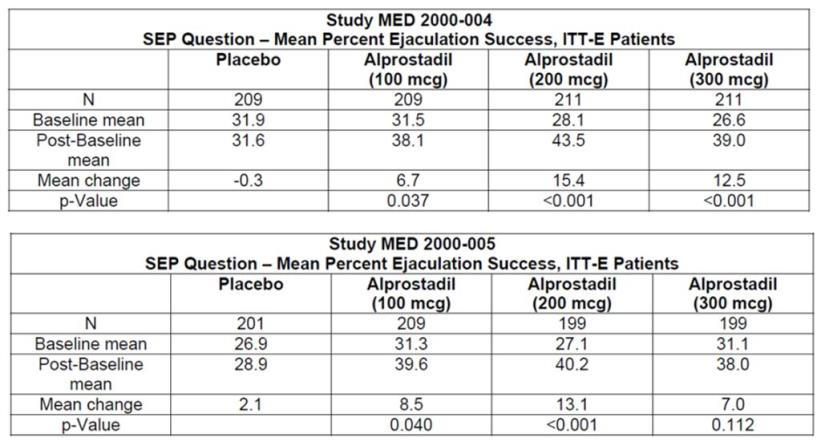 Study MED 2000-004
SEP Question – Mean Percent Ejaculation Success, ITT-E Patients
Placebo Alprostadil (100 mcg) Alprostadil (200 mcg) Alprostadil (300 mcg)
N 209 209 211 211
Baseline mean 31.9 31.5 28.1 26.6
Post-Baseline mean 31.6 38.1 43.5 39.0
Mean change -0.3 6.7 15.4 12.5
p-Value 0.037 <0.001 <0.001
Study MED 2000-005
SEP Question – Mean Percent Ejaculation Success, ITT-E Patients
Placebo Alprostadil (100 mcg) Alprostadil (200 mcg) Alprostadil (300 mcg)
N 201 209 199 199
Baseline mean 26.9 31.3 27.1 31.1
Post-Baseline mean 28.9 39.6 40.2 38.0
Mean change 2.1 8.5 13.1 7.0
p-Value 0.040 <0.001 0.112